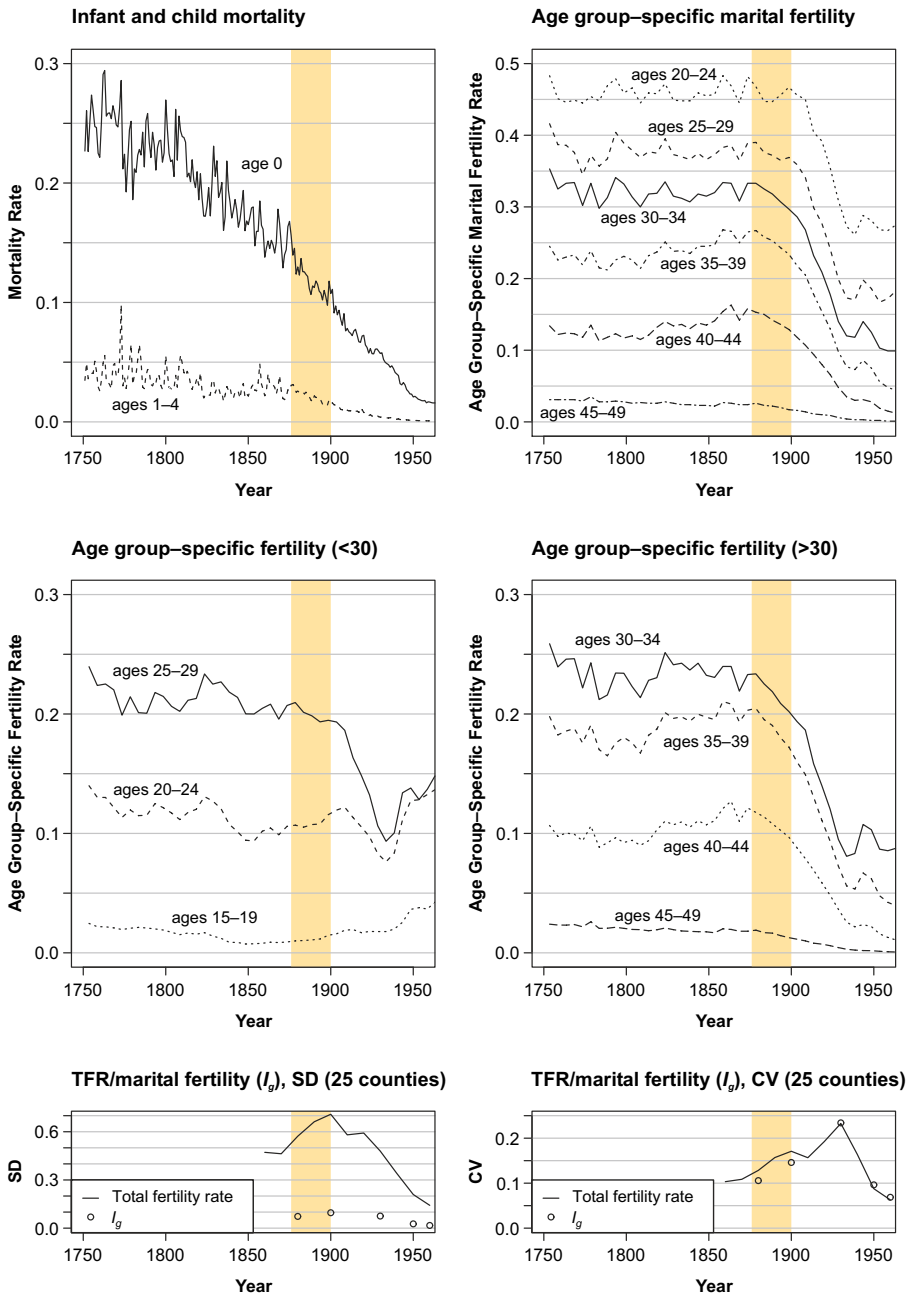 Infant and child mortality
0.3
0.2
0.1
0.0
Mortality Rate
age 0
ages 1–4
1750 1800 1850 1900 1950
Year
Age group–specific marital fertility
0.5
0.4
0.3
0.2
0.1
0.0
Age Group–Specific Marital Fertility Rate
ages 20–24
ages 25–29
ages 30–34
ages 35–39
ages 40–44
ages 45–49
1750 1800 1850 1900 1950
Year
Age group–specific fertility (<30)
0.3
0.2
0.1
0.0
Age Group–Specific Fertility Rate
ages 25–29
ages 20–24
ages 15–19
1750 1800 1850 1900 1950
Year
Age group–specific fertility (>30)
0.3
0.2
0.1
0.0
Age Group–Specific Fertility Rate
ages 30–34
ages 35–39
ages 40–44
ages 45–49
1750 1800 1850 1900 1950
Year
TFR/marital fertility (Ig), SD (25 counties)
0.6
0.3
0.0
SD
Total fertility rate
Ig
1750 1800 1850 1900 1950
Year
TFR/marital fertility (Ig), CV (25 counties)
0.2
0.1
0.0
CV
Total fertility rate
Ig
1750 1800 1850 1900 1950
Year